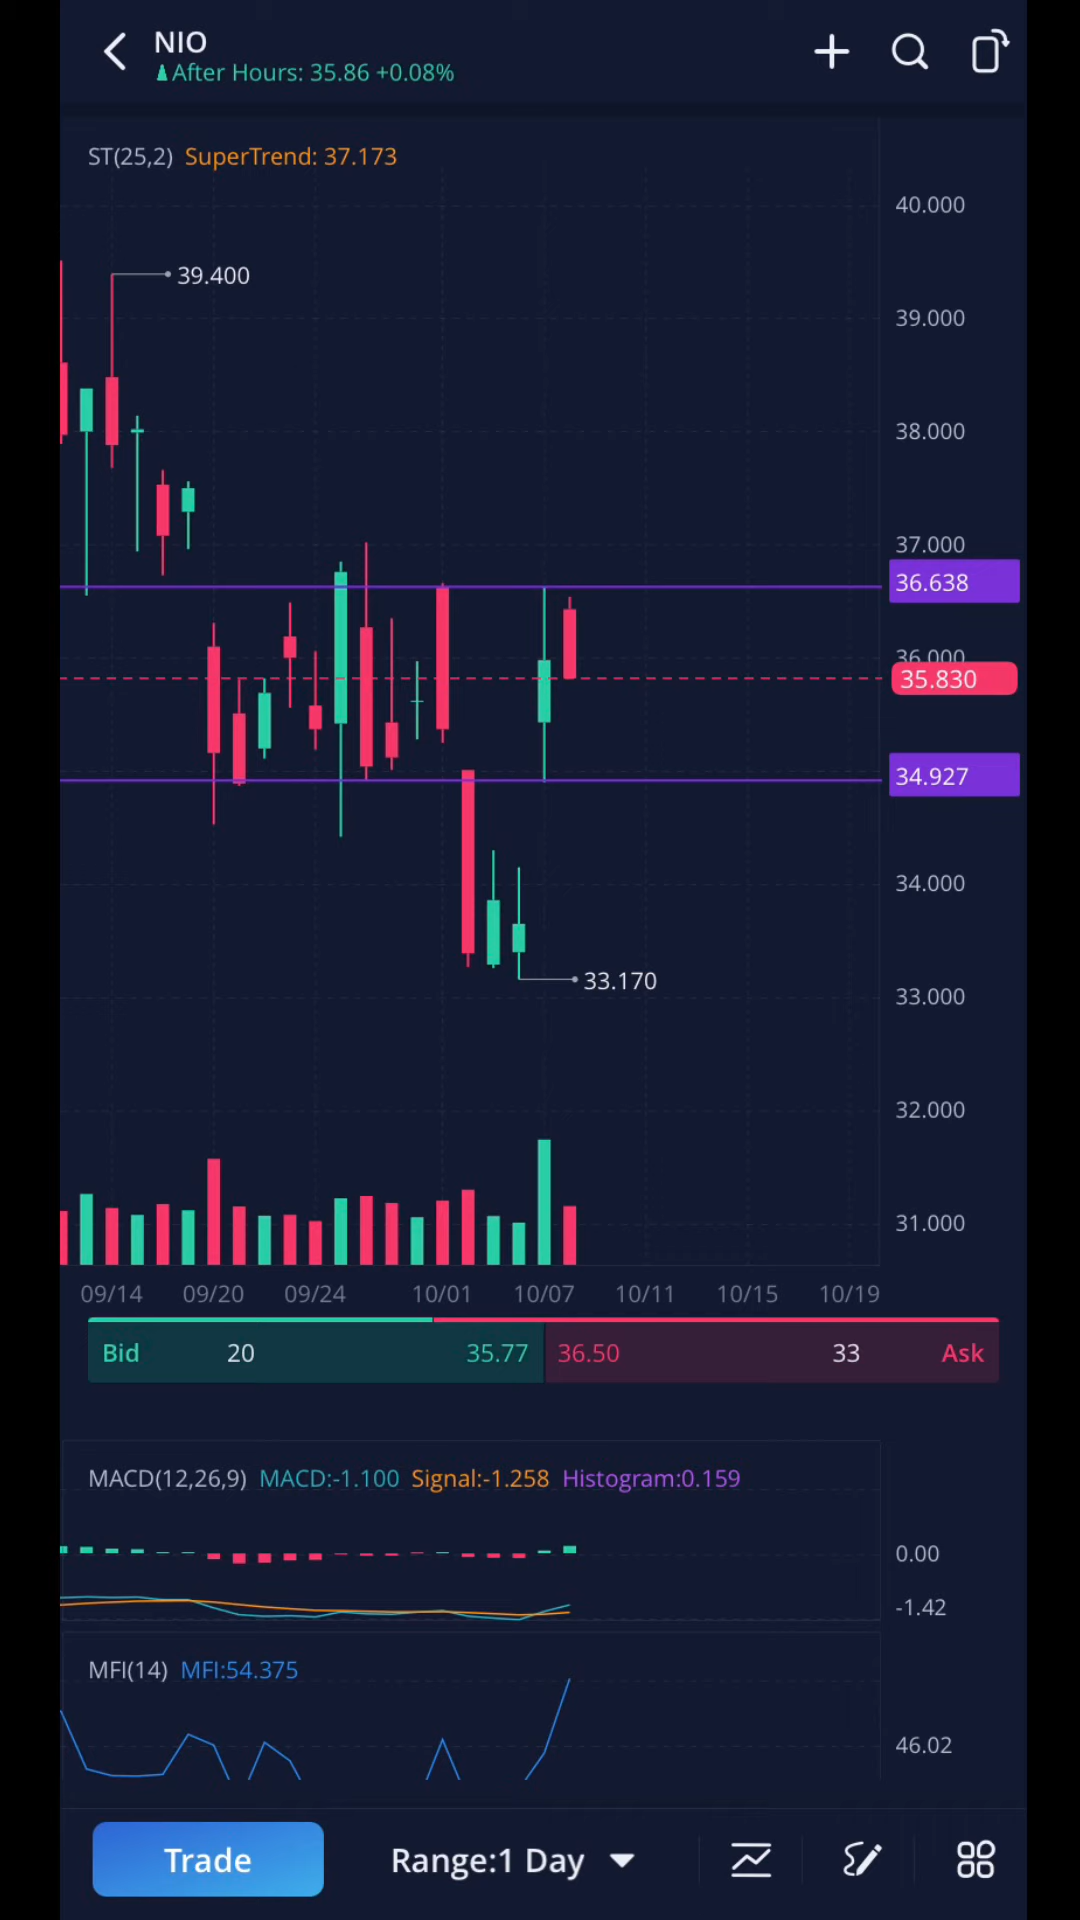 NIO
After Hours: 35.86 +0.08%
ST(25,2) SuperTrend: 37.173
40.000
39.400
39.000
38.000
37.000
36.638
36.000
35.830
34.927
34.000
33.170
33.000
32.000
31.000
09/14 09/20 09/24 10/01 10/07 10/11 10/15 10/19
Bid 20 35.77 36.50 33 Ask
MACD(12,26,9) MACD:-1.100 Signal:-1.258 Histogram:0.159
0.00
-1.42
MFI(14) MFI:54.375
46.02
Trade Range:1 Day